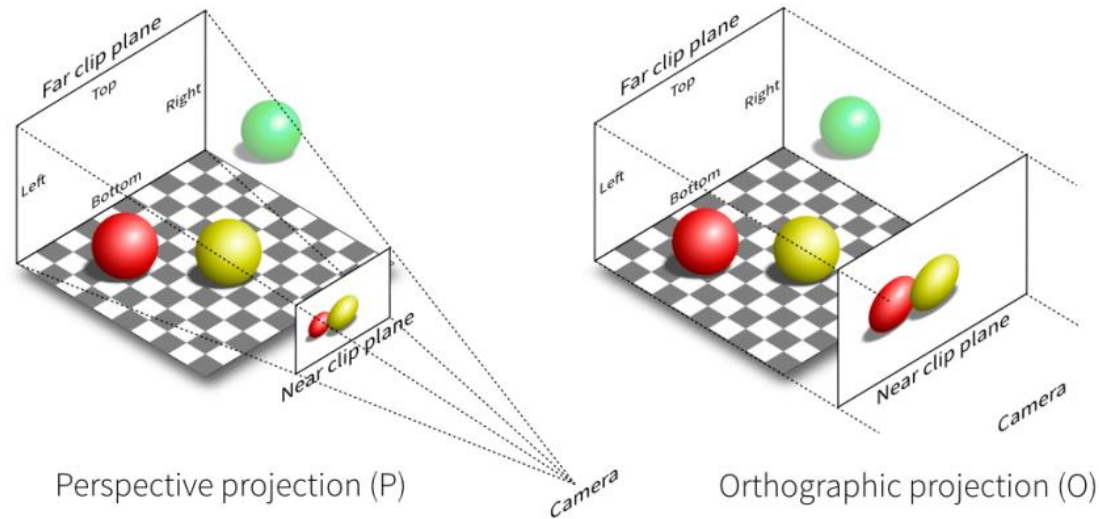 Far clip plane
Top
Right
Left
Bottom
Near clip plane
Camera
Perspective projection (P)
Far clip plane
Top
Right
Left
Bottom
Near clip plane
Camera
Orthographic projection (O)